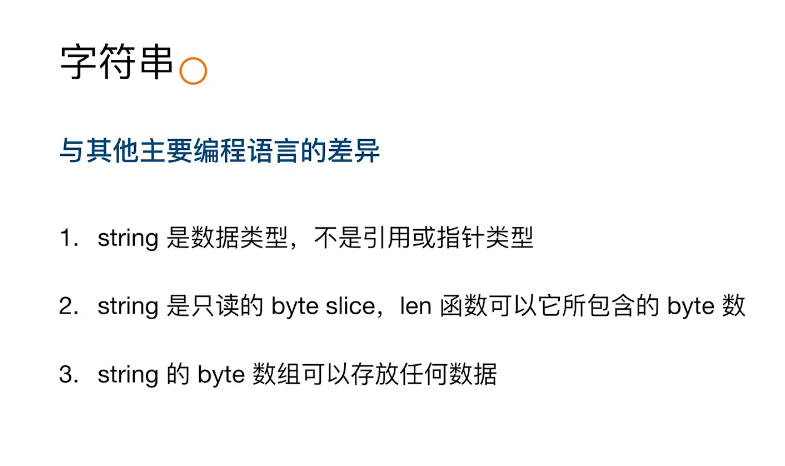 字符串
与其他主要编程语言的差异
1. string 是数据类型，不是引用或指针类型
2. string 是只读的 byte slice，len 函数可以它所包含的 byte 数
3. string 的 byte 数组可以存放任何数据